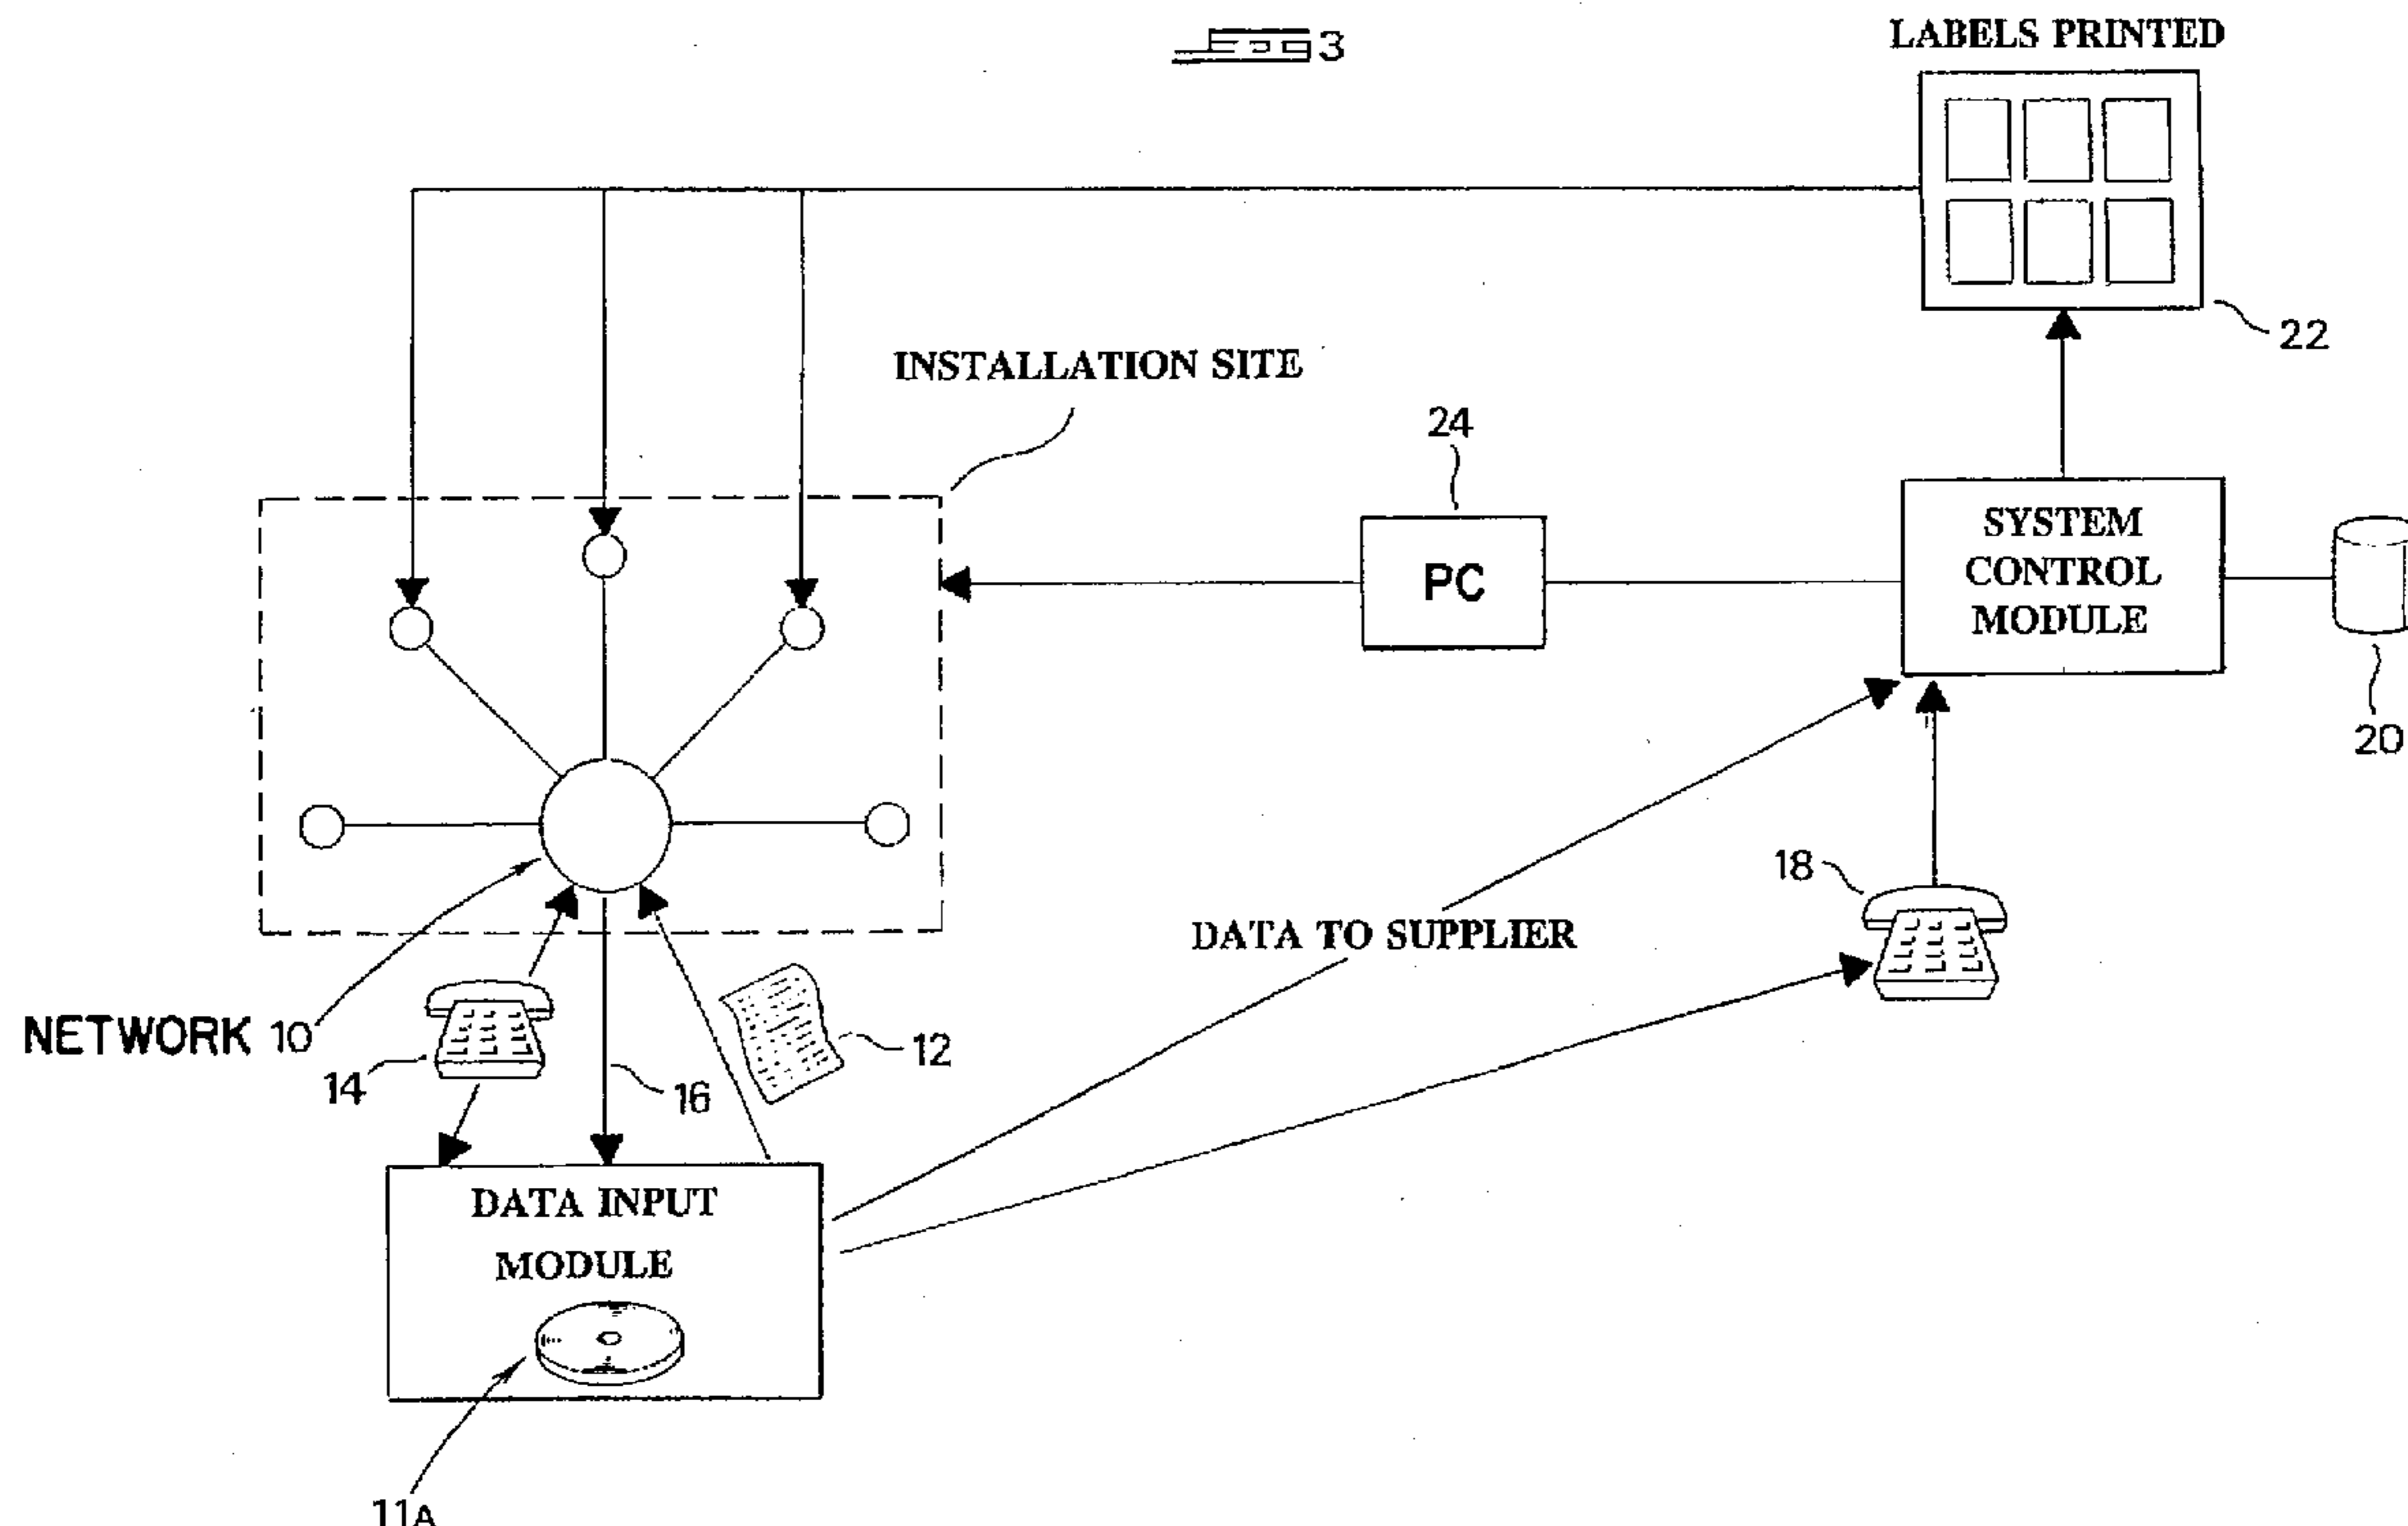 3
LABELS PRINTED
22
INSTALLATION SITE
24
PC
SYSTEM
CONTROL
MODULE
20
18
DATA TO SUPPLIER
NETWORK 10
14
16
12
DATA INPUT
MODULE
11A